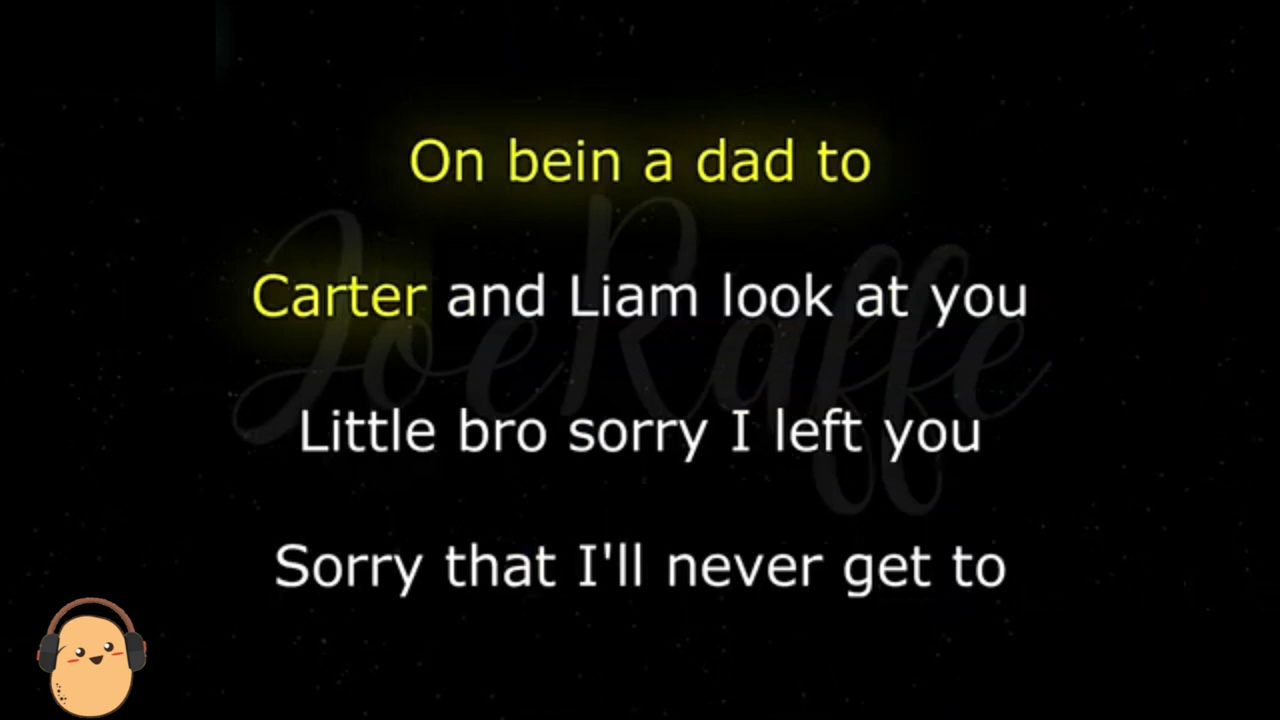 On bein a dad to
Carter and Liam look at you
Little bro sorry I left you
Sorry that I'll never get to
JoeRaffe